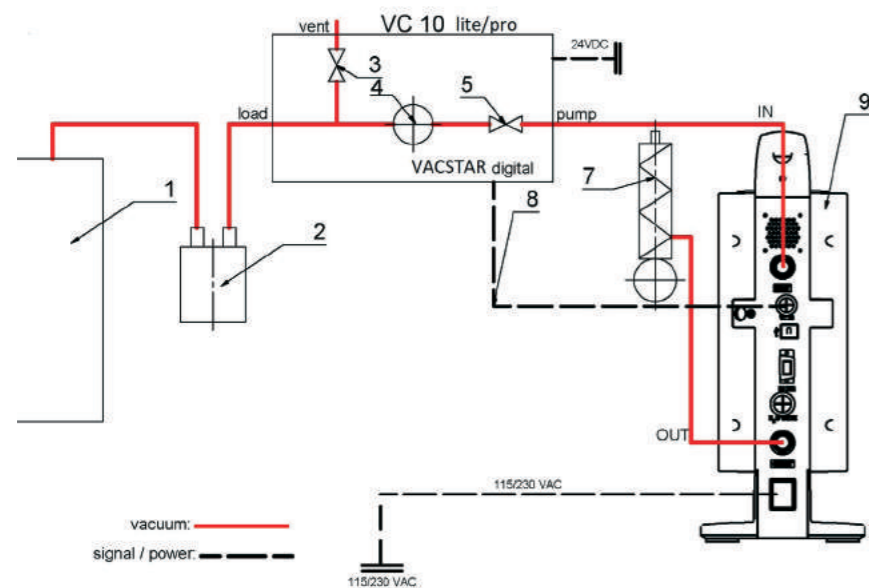 vent
VC 10 lite/pro
24VDC
3
4
5
load
pump
IN
9
VACSTAR digital
7
1
8
2
OUT
115/230 VAC
vacuum:
signal / power:
115/230 VAC